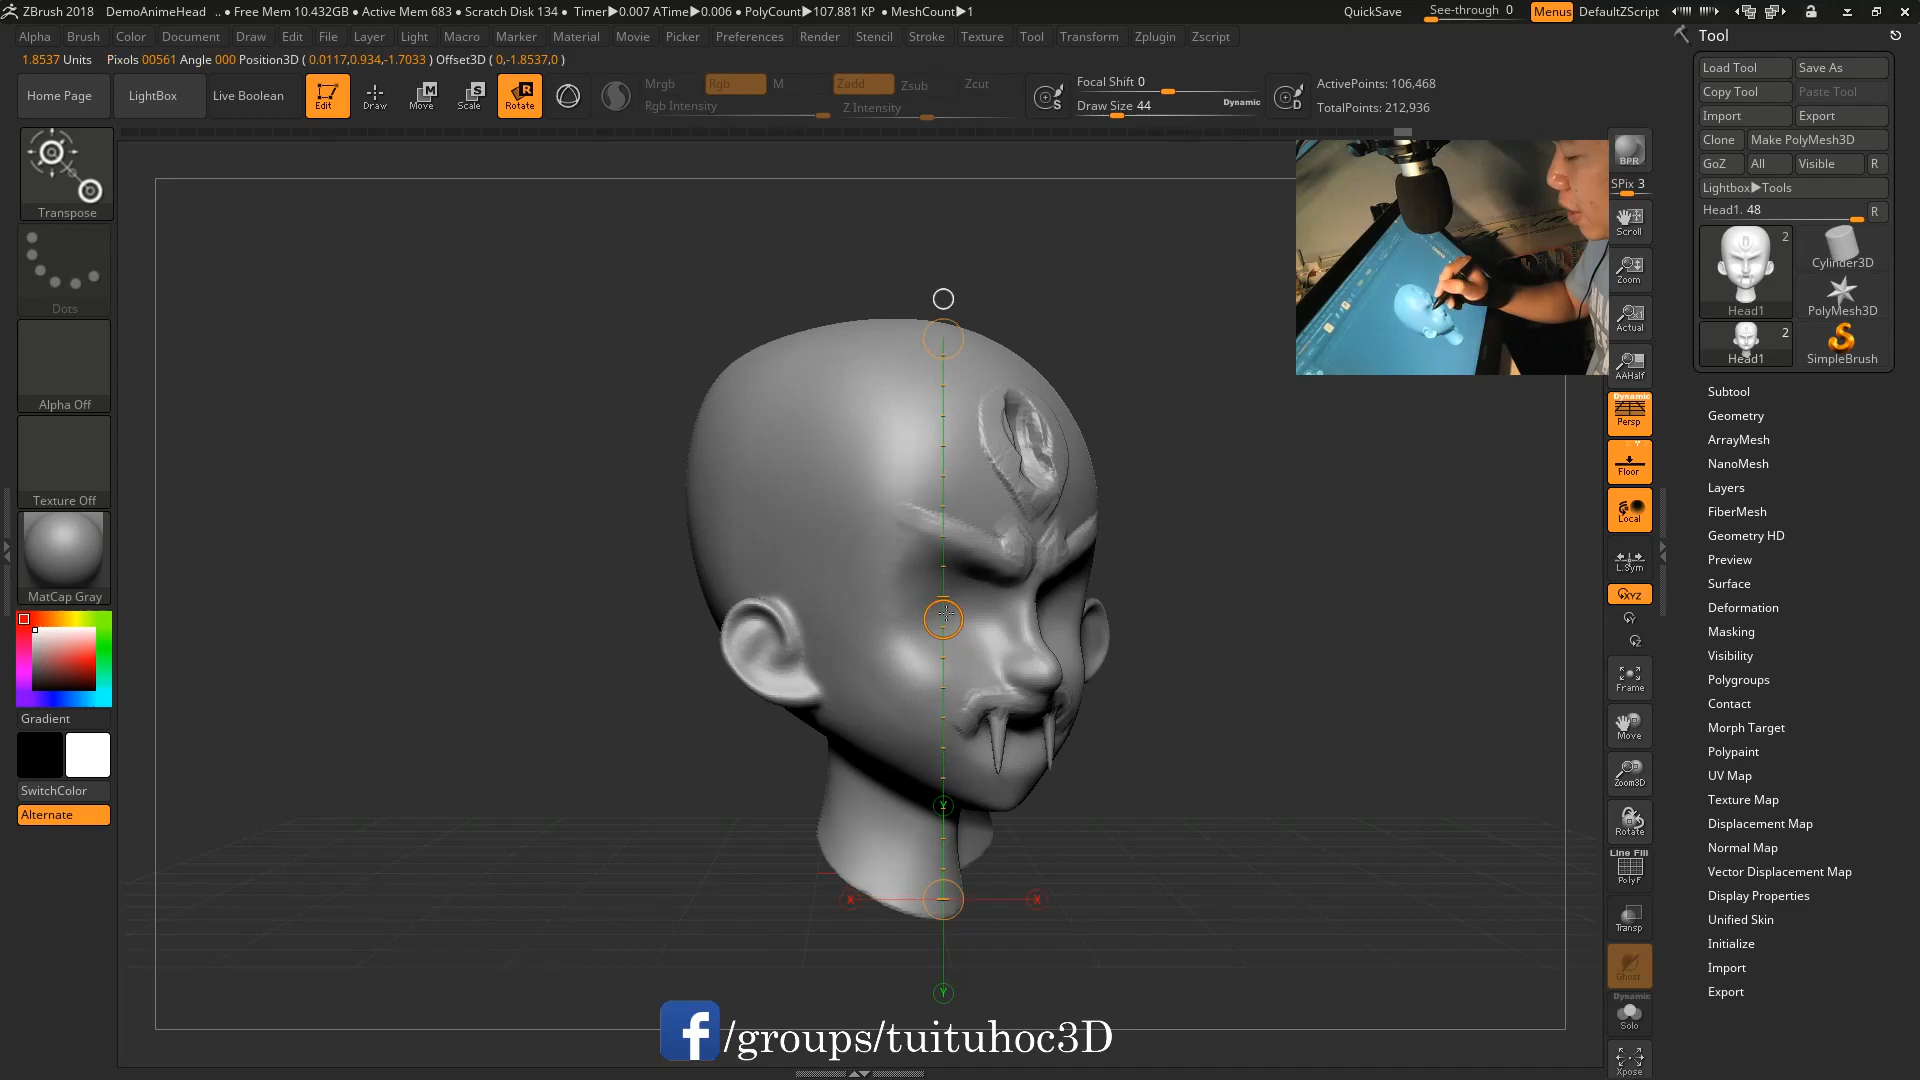 ZBrush 2018 DemoAnimeHead .. ● Free Mem 10.432GB ● Active Mem 683 ● Scratch Disk 134 ● Timer▶0.007 ATime▶0.006 ● PolyCount▶107.881 KP ● MeshCount▶1 QuickSave See-through 0 Menus DefaultZScript
Alpha Brush Color Document Draw Edit File Layer Light Macro Marker Material Movie Picker Preferences Render Stencil Stroke Texture Tool Transform Zplugin Zscript
1.8537 Units Pixols 00561 Angle 000 Position3D ( 0.0117,0.934,-1.7033 ) Offset3D ( 0,-1.8537,0 )
Home Page LightBox Live Boolean Edit Draw Move Scale Rotate
Mrgb Rgb M Zadd Zsub Zcut
Rgb Intensity Z Intensity
Focal Shift 0
Draw Size 44 Dynamic
S D
ActivePoints: 106,468
TotalPoints: 212,936
Transpose
Dots
Alpha Off
Texture Off
MatCap Gray
Gradient
SwitchColor
Alternate
Y
X X
Y
f /groups/tuituhoc3D
BPR
SPix 3
Scroll
Zoom
Actual
AAHalf
Dynamic
Persp
Floor
Local
L.Sym
XYZ
Frame
Move
Zoom3D
Rotate
Line Fill
PolyF
Transp
Ghost
Dynamic
Solo
Xpose
Tool
Load Tool Save As
Copy Tool Paste Tool
Import Export
Clone Make PolyMesh3D
GoZ All Visible R
Lightbox▶Tools
Head1. 48 R
2
Head1
Cylinder3D
PolyMesh3D
2
Head1
SimpleBrush
Subtool
Geometry
ArrayMesh
NanoMesh
Layers
FiberMesh
Geometry HD
Preview
Surface
Deformation
Masking
Visibility
Polygroups
Contact
Morph Target
Polypaint
UV Map
Texture Map
Displacement Map
Normal Map
Vector Displacement Map
Display Properties
Unified Skin
Initialize
Import
Export